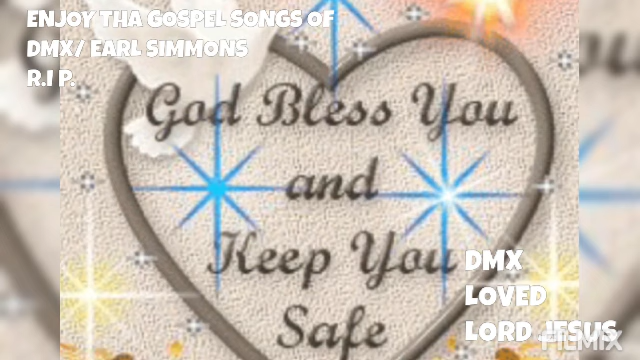 ENJOY THA GOSPEL SONGS OF
DMX/ EARL SIMMONS
R.I P.
God Bless You
and
Keep You
Safe
DMX
LOVED
LORD JESUS
FILMIX